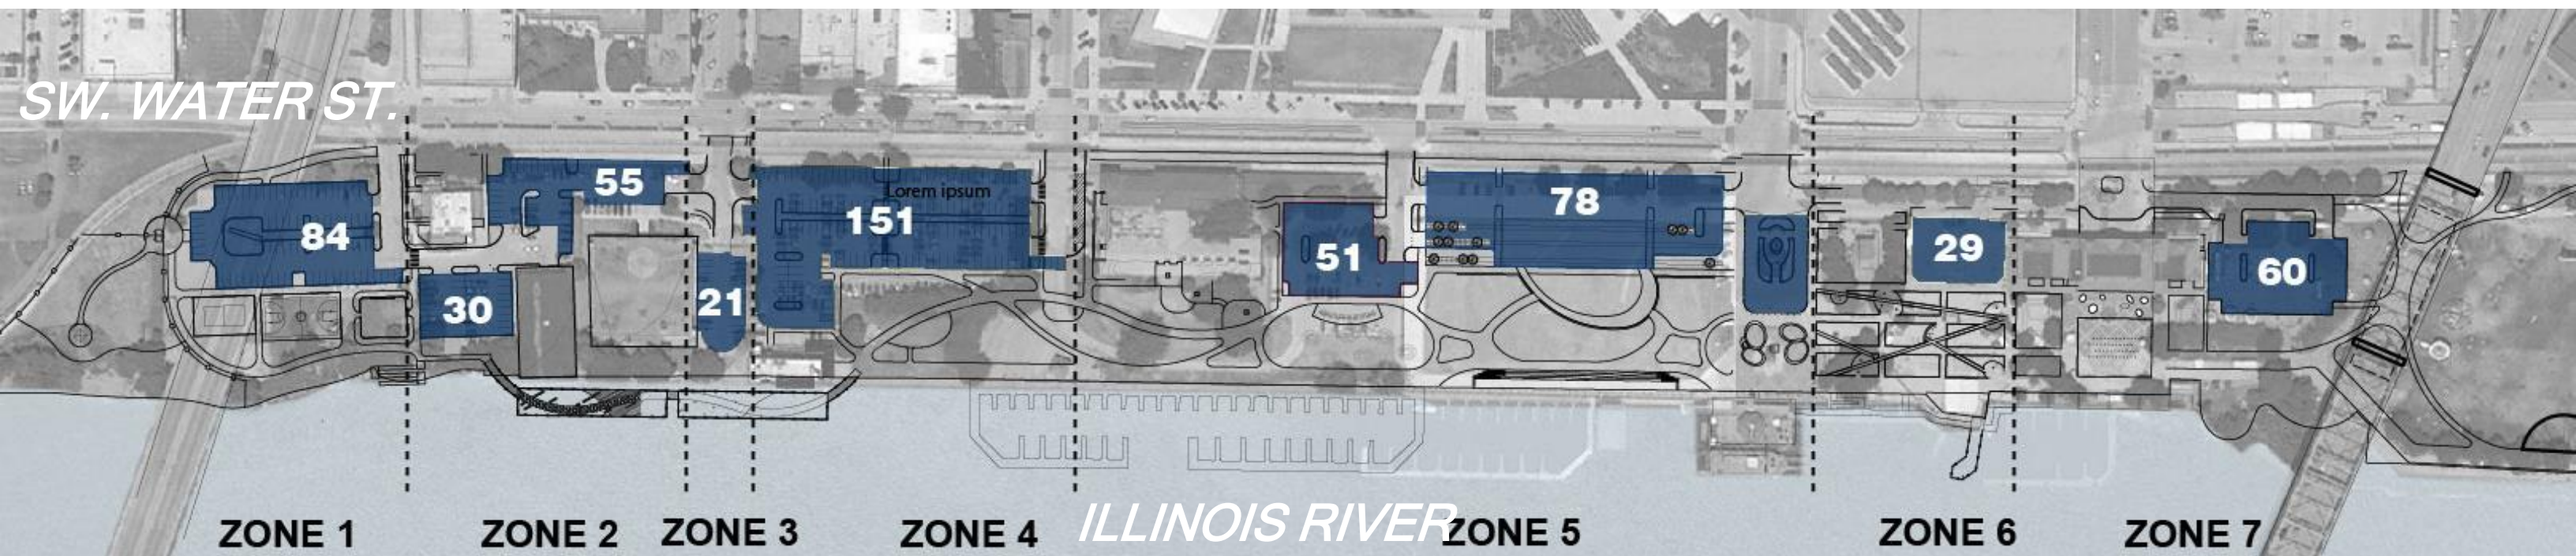 SW. WATER ST.
55
Lorem ipsum
84
151
78
51
29
60
30
21
ILLINOIS RIVER
ZONE 1
ZONE 2
ZONE 3
ZONE 4
ZONE 5
ZONE 6
ZONE 7